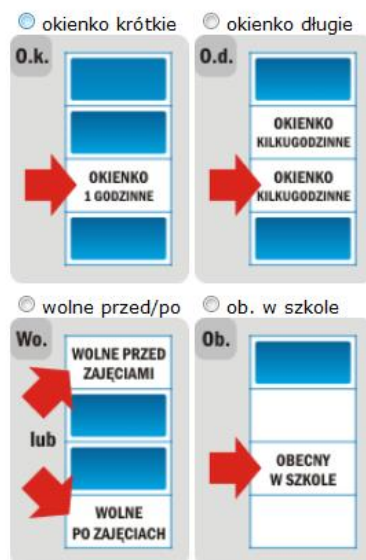 okienko krótkie
okienko długie
O.k.
OKIENKO
1 GODZINNE
O.d.
OKIENKO
KILKUGODZINNE
OKIENKO
KILKUGODZINNE
wolne przed/po
ob. w szkole
Wo.
WOLNE PRZED
ZAJĘCIAMI
lub
WOLNE
PO ZAJĘCIACH
Ob.
OBECNY
W SZKOLE